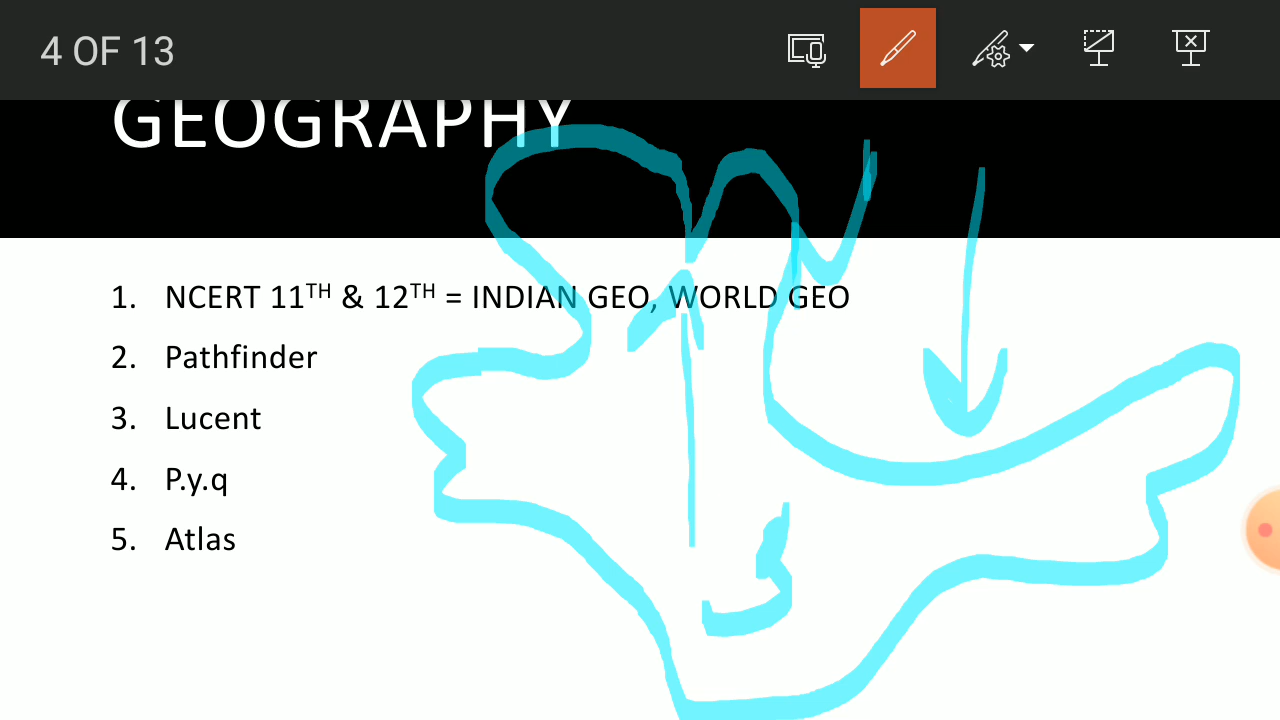 4 OF 13
GEOGRAPHY
1. NCERT 11TH & 12TH = INDIAN GEO, WORLD GEO
2. Pathfinder
3. Lucent
4. P.y.q
5. Atlas